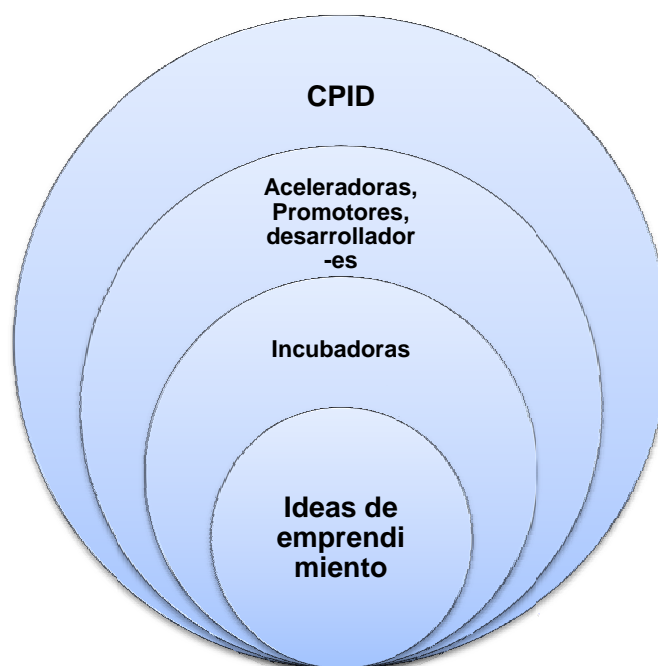 CPID
Aceleradoras,
Promotores,
desarrollador
-es
Incubadoras
Ideas de
emprendi
miento